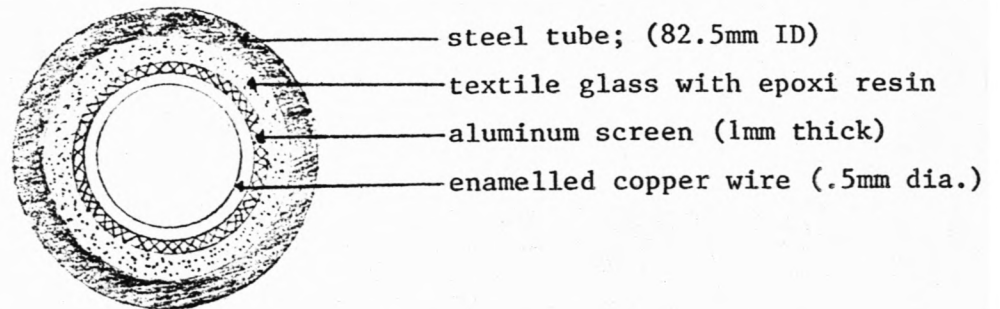 steel tube; (82.5mm ID)
textile glass with epoxi resin
aluminum screen (1mm thick)
enamelled copper wire (.5mm dia.)